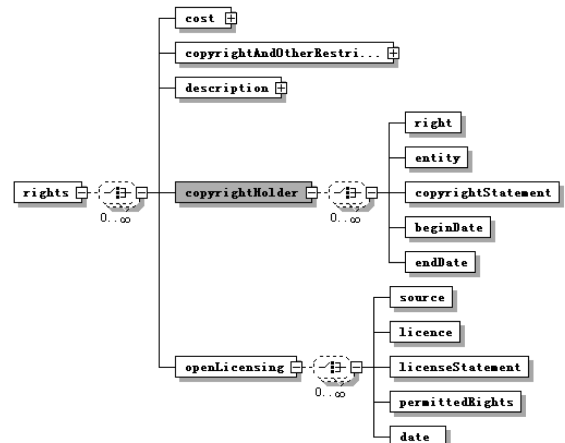 cost
copyrightAndOtherRestri...
description
right
entity
rights
copyrightHolder
copyrightStatement
0..∞
0..∞
beginDate
endDate
source
licence
openLicensing
licenseStatement
0..∞
permittedRights
date